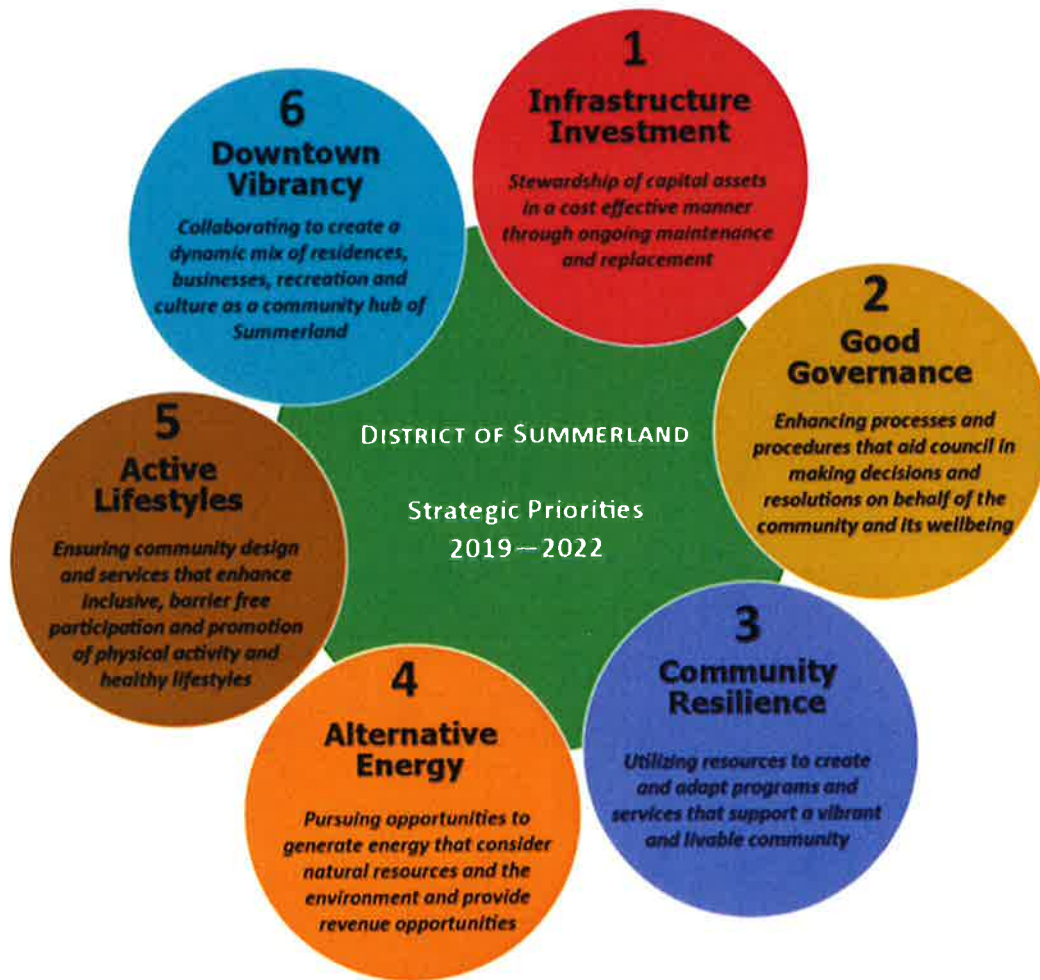 1
Infrastructure
Investment
Stewardship of capital assets
in a cost effective manner
through ongoing maintenance
and replacement
2
Good
Governance
Enhancing processes and
procedures that aid council in
making decisions and
resolutions on behalf of the
community and its wellbeing
3
Community
Resilience
Utilizing resources to create
and adapt programs and
services that support a vibrant
and livable community
4
Alternative
Energy
Pursuing opportunities to
generate energy that consider
natural resources and the
environment and provide
revenue opportunities
5
Active
Lifestyles
Ensuring community design
and services that enhance
inclusive, barrier free
participation and promotion
of physical activity and
healthy lifestyles
6
Downtown
Vibrancy
Collaborating to create a
dynamic mix of residences,
businesses, recreation and
culture as a community hub of
Summerland
DISTRICT OF SUMMERLAND
Strategic Priorities
2019—2022